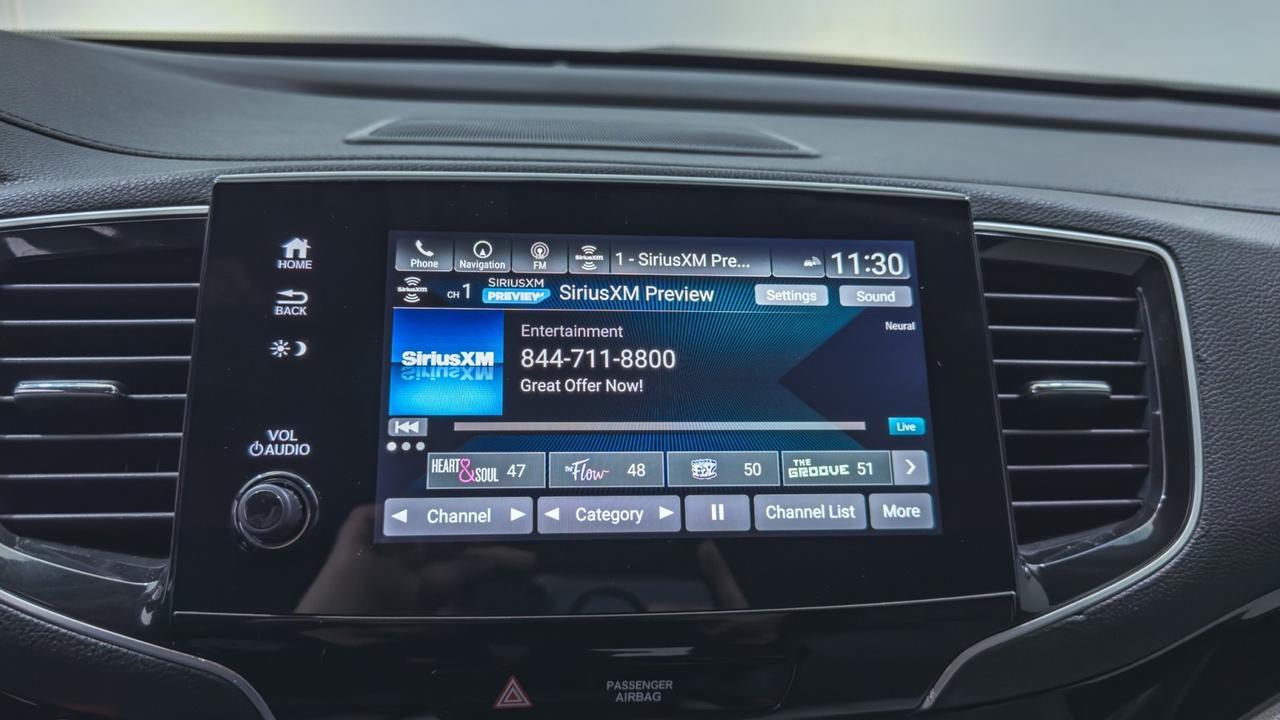 HOME
BACK
VOL
AUDIO
Phone
Navigation
FM
SiriusXM
1 - SiriusXM Pre...
11:30
SiriusXM
CH 1
SIRIUSXM
PREVIEW
SiriusXM Preview
Settings
Sound
SiriusXM
Entertainment
844-711-8800
Great Offer Now!
Neural
Live
HEART & SOUL 47
The Flow 48
50
THE GROOVE 51
Channel
Category
Channel List
More
PASSENGER
AIRBAG